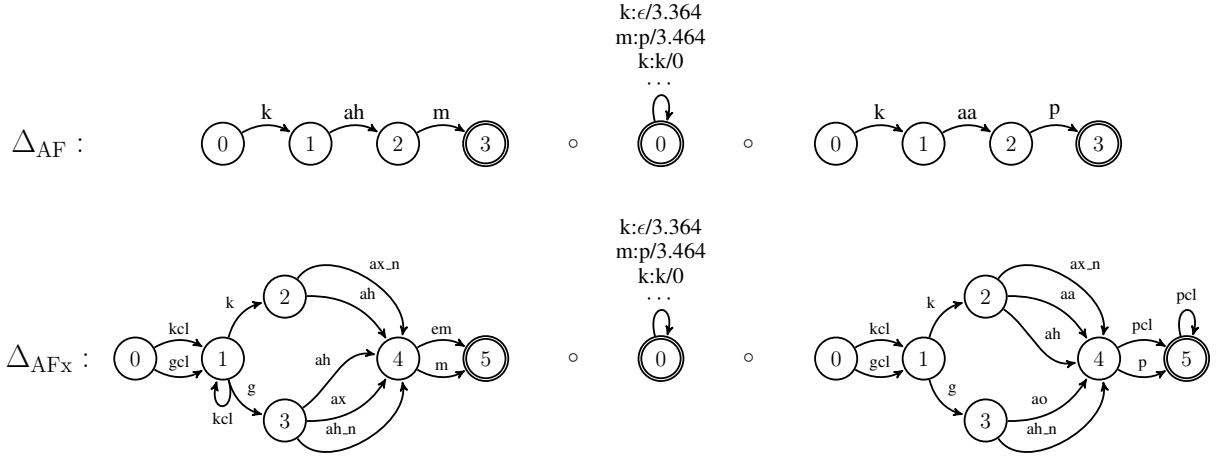 k:ϵ/3.364
m:p/3.464
k:k/0
...
Δ_AF :
k ah m
0 1 2 3
∘
0
∘
k aa p
0 1 2 3
k:ϵ/3.364
m:p/3.464
k:k/0
...
Δ_AFx :
0
kcl
gcl
1
kcl
k
g
2
3
ax_n
ah
ah
ax
ah_n
4
em
m
5
∘
0
∘
0
kcl
gcl
1
k
g
2
3
ax_n
aa
ah
ao
ah_n
4
pcl
p
pcl
5